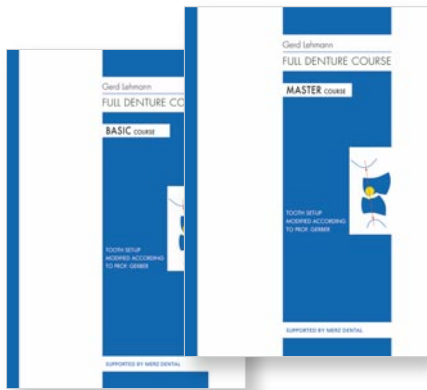 Gerd Lehmann
FULL DENTURE CO
BASIC COURSE
TOOTH SETUP
MODIFIED ACCORDING
TO PROF. GERBER
SUPPORTED BY MERZ DENTAL
Gerd Lehmann
FULL DENTURE COURSE
MASTER COURSE
TOOTH SETUP
MODIFIED ACCORDING
TO PROF. GERBER
SUPPORTED BY MERZ DENTAL